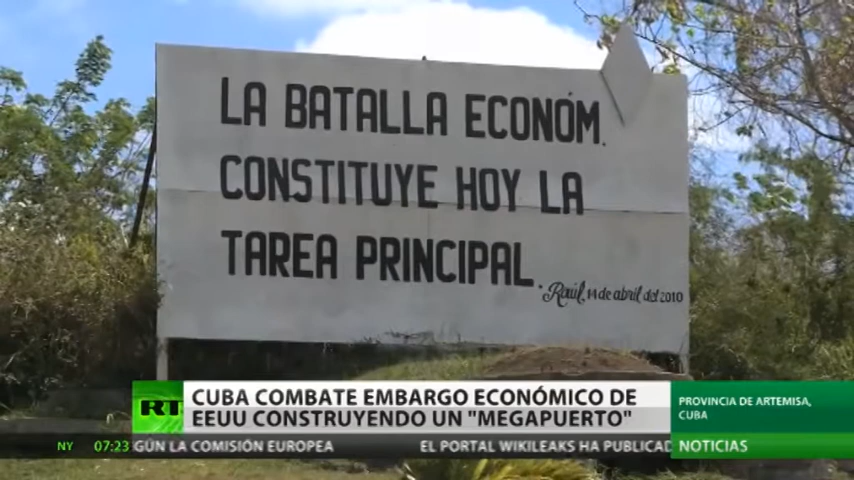 LA BATALLA ECONÓM.
CONSTITUYE HOY LA
TAREA PRINCIPAL.
Raúl, 14 de abril del 2010
RT
CUBA COMBATE EMBARGO ECONÓMICO DE
EEUU CONSTRUYENDO UN "MEGAPUERTO"
PROVINCIA DE ARTEMISA,
CUBA
NY 07:23 GÚN LA COMISIÓN EUROPEA EL PORTAL WIKILEAKS HA PUBLICAD
NOTICIAS